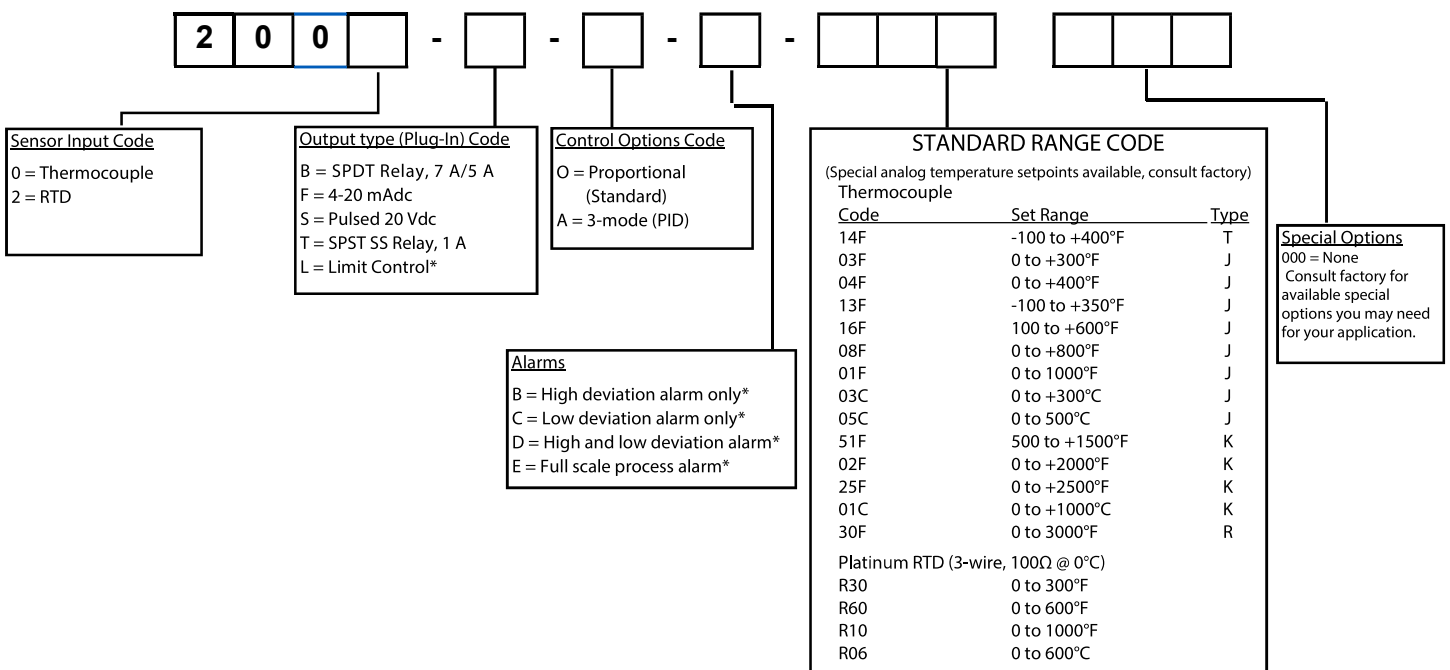 2 0 0 - - - -
Sensor Input Code
0 = Thermocouple
2 = RTD
Output type (Plug-In) Code
B = SPDT Relay, 7 A/5 A
F = 4-20 mAdc
S = Pulsed 20 Vdc
T = SPST SS Relay, 1 A
L = Limit Control*
Control Options Code
O = Proportional
(Standard)
A = 3-mode (PID)
Alarms
B = High deviation alarm only*
C = Low deviation alarm only*
D = High and low deviation alarm*
E = Full scale process alarm*
STANDARD RANGE CODE
(Special analog temperature setpoints available, consult factory)
Thermocouple
Code Set Range Type
14F -100 to +400°F T
03F 0 to +300°F J
04F 0 to +400°F J
13F -100 to +350°F J
16F 100 to +600°F J
08F 0 to +800°F J
01F 0 to 1000°F J
03C 0 to +300°C J
05C 0 to 500°C J
51F 500 to +1500°F K
02F 0 to +2000°F K
25F 0 to +2500°F K
01C 0 to +1000°C K
30F 0 to 3000°F R
Platinum RTD (3-wire, 100Ω @ 0°C)
R30 0 to 300°F
R60 0 to 600°F
R10 0 to 1000°F
R06 0 to 600°C
Special Options
000 = None
Consult factory for
available special
options you may need
for your application.